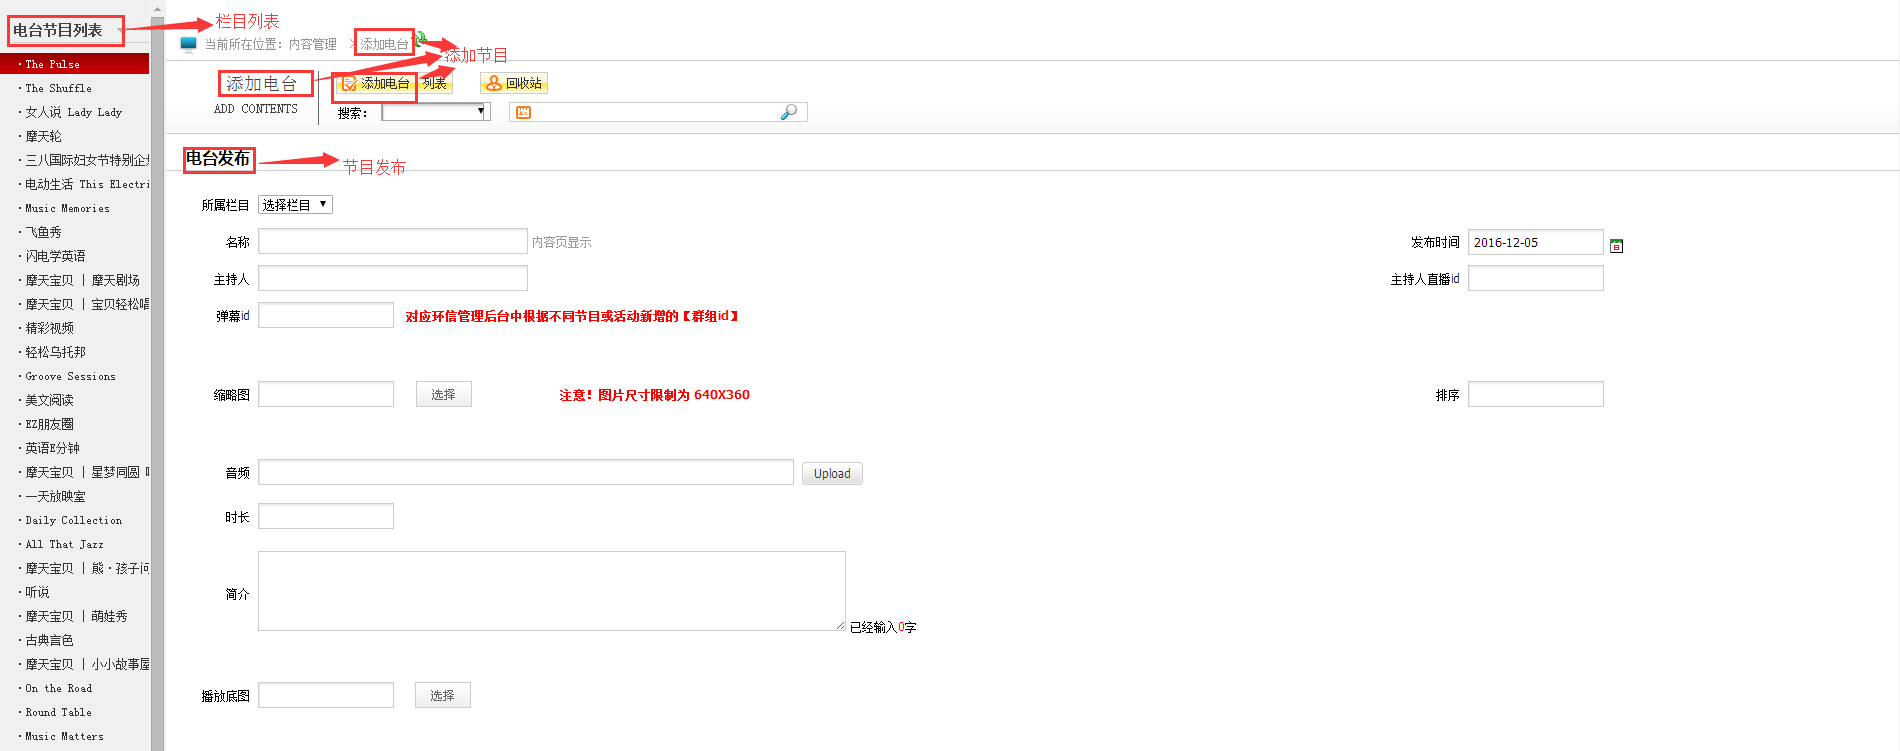 电台节目列表
栏目列表
·The Pulse
·The Shuffle
·女人说 Lady Lady
·摩天轮
·三八国际妇女节特别企
·电动生活 This Electri
·Music Memories
·飞鱼秀
·闪电学英语
·摩天宝贝 | 摩天剧场
·摩天宝贝 | 宝贝轻松唱
·精彩视频
·轻松乌托邦
·Groove Sessions
·美文阅读
·EZ朋友圈
·英语E分钟
·摩天宝贝 | 星梦同圆
·一天放映室
·Daily Collection
·All That Jazz
·摩天宝贝 | 熊·孩子问
·听说
·摩天宝贝 | 萌娃秀
·古典言色
·摩天宝贝 | 小小故事屋
·On the Road
·Round Table
·Music Matters
当前所在位置：内容管理 > 添加电台
添加节目
添加电台
ADD CONTENTS
添加电台 列表
回收站
搜索：
电台发布
节目发布
所属栏目 选择栏目
名称 内容页显示
发布时间 2016-12-05
主持人
主持人直播id
弹幕id 对应环信管理后台中根据不同节目或活动新增的【群组id】
缩略图 选择 注意！图片尺寸限制为 640X360
排序
音频 Upload
时长
简介
已经输入0字
播放底图 选择